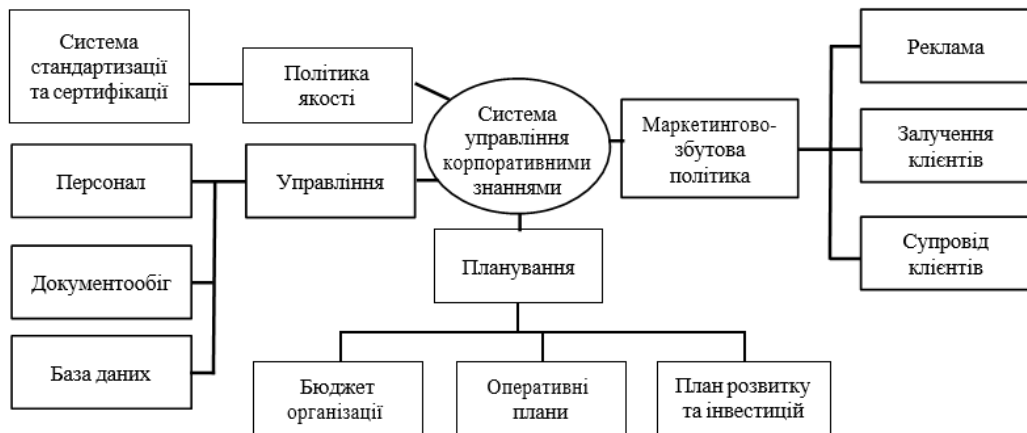 Система
стандартизації
та сертифікації
Політика
якості
Система
управління
корпоративними
знаннями
Маркетингово-
збутова
політика
Реклама
Залучення
клієнтів
Супровід
клієнтів
Персонал
Управління
Документообіг
База даних
Планування
Бюджет
організації
Оперативні
плани
План розвитку
та інвестицій